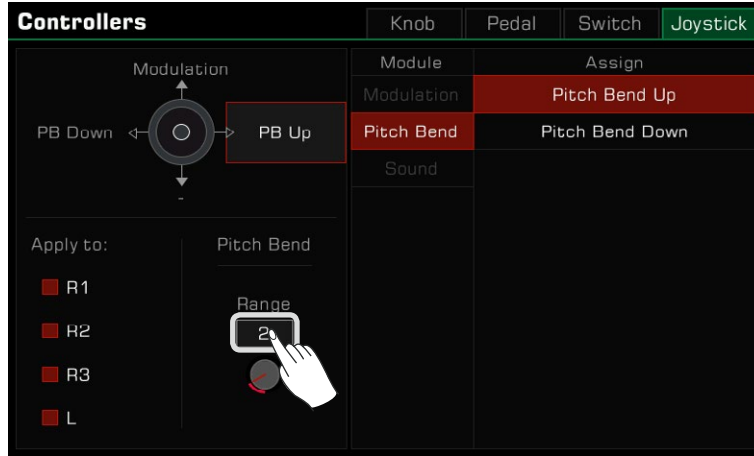 Controllers
Knob
Pedal
Switch
Joystick
Modulation
PB Down
PB Up
-
Apply to:
R1
R2
R3
L
Pitch Bend
Range
2
Module
Assign
Modulation
Pitch Bend Up
Pitch Bend
Pitch Bend Down
Sound